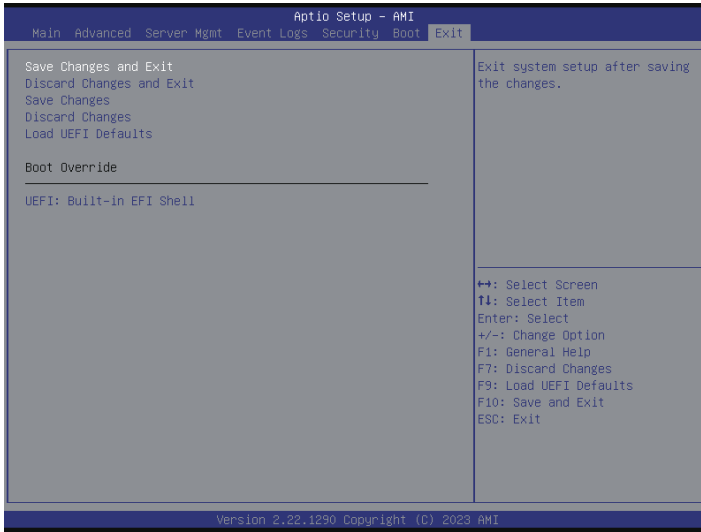 Aptio Setup – AMI
Main Advanced Server Mgmt Event Logs Security Boot Exit
Save Changes and Exit
Discard Changes and Exit
Save Changes
Discard Changes
Load UEFI Defaults
Boot Override
UEFI: Built-in EFI Shell
Exit system setup after saving
the changes.
↔: Select Screen
↑↓: Select Item
Enter: Select
+/-: Change Option
F1: General Help
F7: Discard Changes
F9: Load UEFI Defaults
F10: Save and Exit
ESC: Exit
Version 2.22.1290 Copyright (C) 2023 AMI